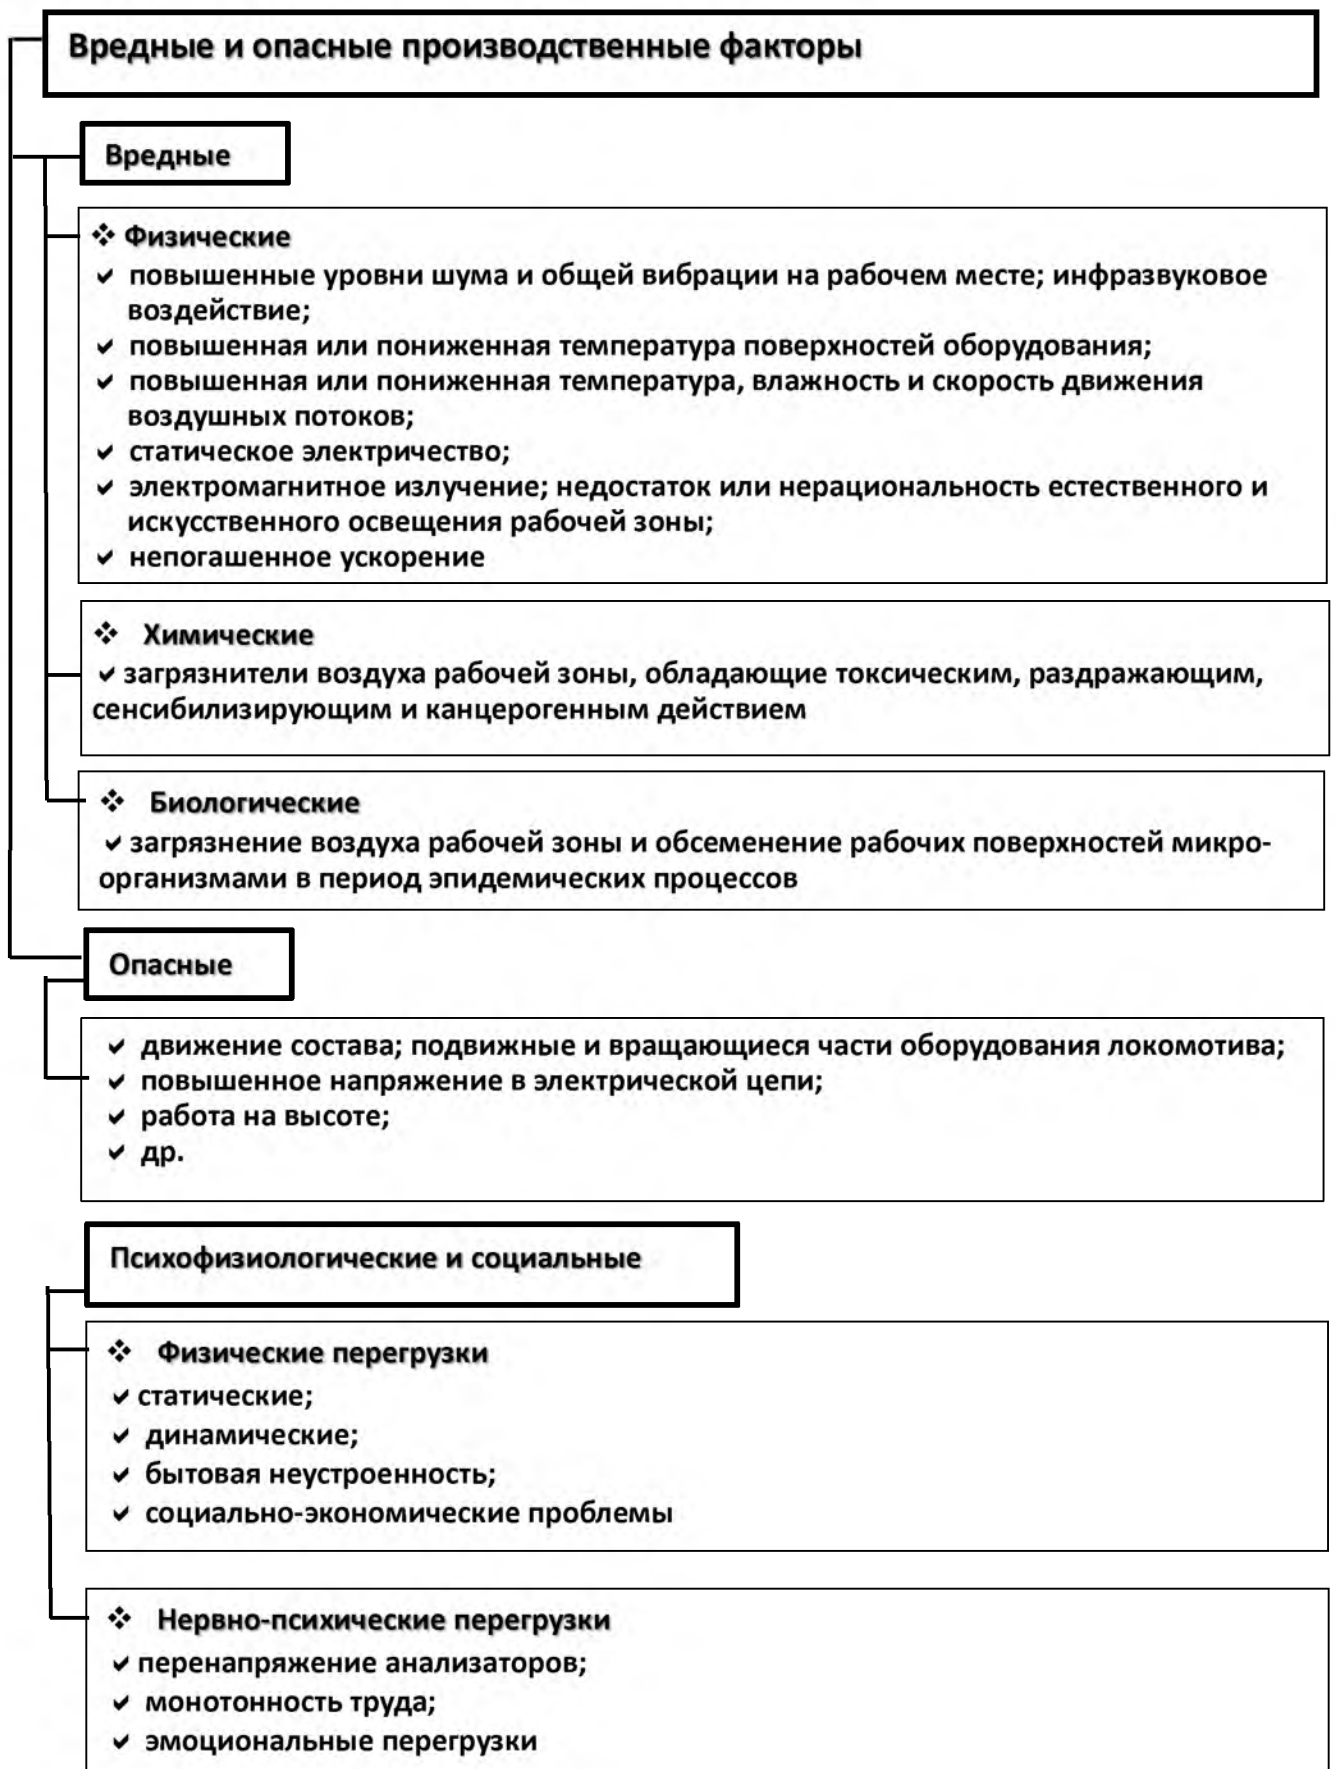 Вредные и опасные производственные факторы
Вредные
❖ Физические
✔ повышенные уровни шума и общей вибрации на рабочем месте; инфразвуковое
воздействие;
✔ повышенная или пониженная температура поверхностей оборудования;
✔ повышенная или пониженная температура, влажность и скорость движения
воздушных потоков;
✔ статическое электричество;
✔ электромагнитное излучение; недостаток или нерациональность естественного и
искусственного освещения рабочей зоны;
✔ непогашенное ускорение
❖ Химические
✔ загрязнители воздуха рабочей зоны, обладающие токсическим, раздражающим,
сенсибилизирующим и канцерогенным действием
❖ Биологические
✔ загрязнение воздуха рабочей зоны и обсеменение рабочих поверхностей микро-
организмами в период эпидемических процессов
Опасные
✔ движение состава; подвижные и вращающиеся части оборудования локомотива;
✔ повышенное напряжение в электрической цепи;
✔ работа на высоте;
✔ др.
Психофизиологические и социальные
❖ Физические перегрузки
✔ статические;
✔ динамические;
✔ бытовая неустроенность;
✔ социально-экономические проблемы
❖ Нервно-психические перегрузки
✔ перенапряжение анализаторов;
✔ монотонность труда;
✔ эмоциональные перегрузки